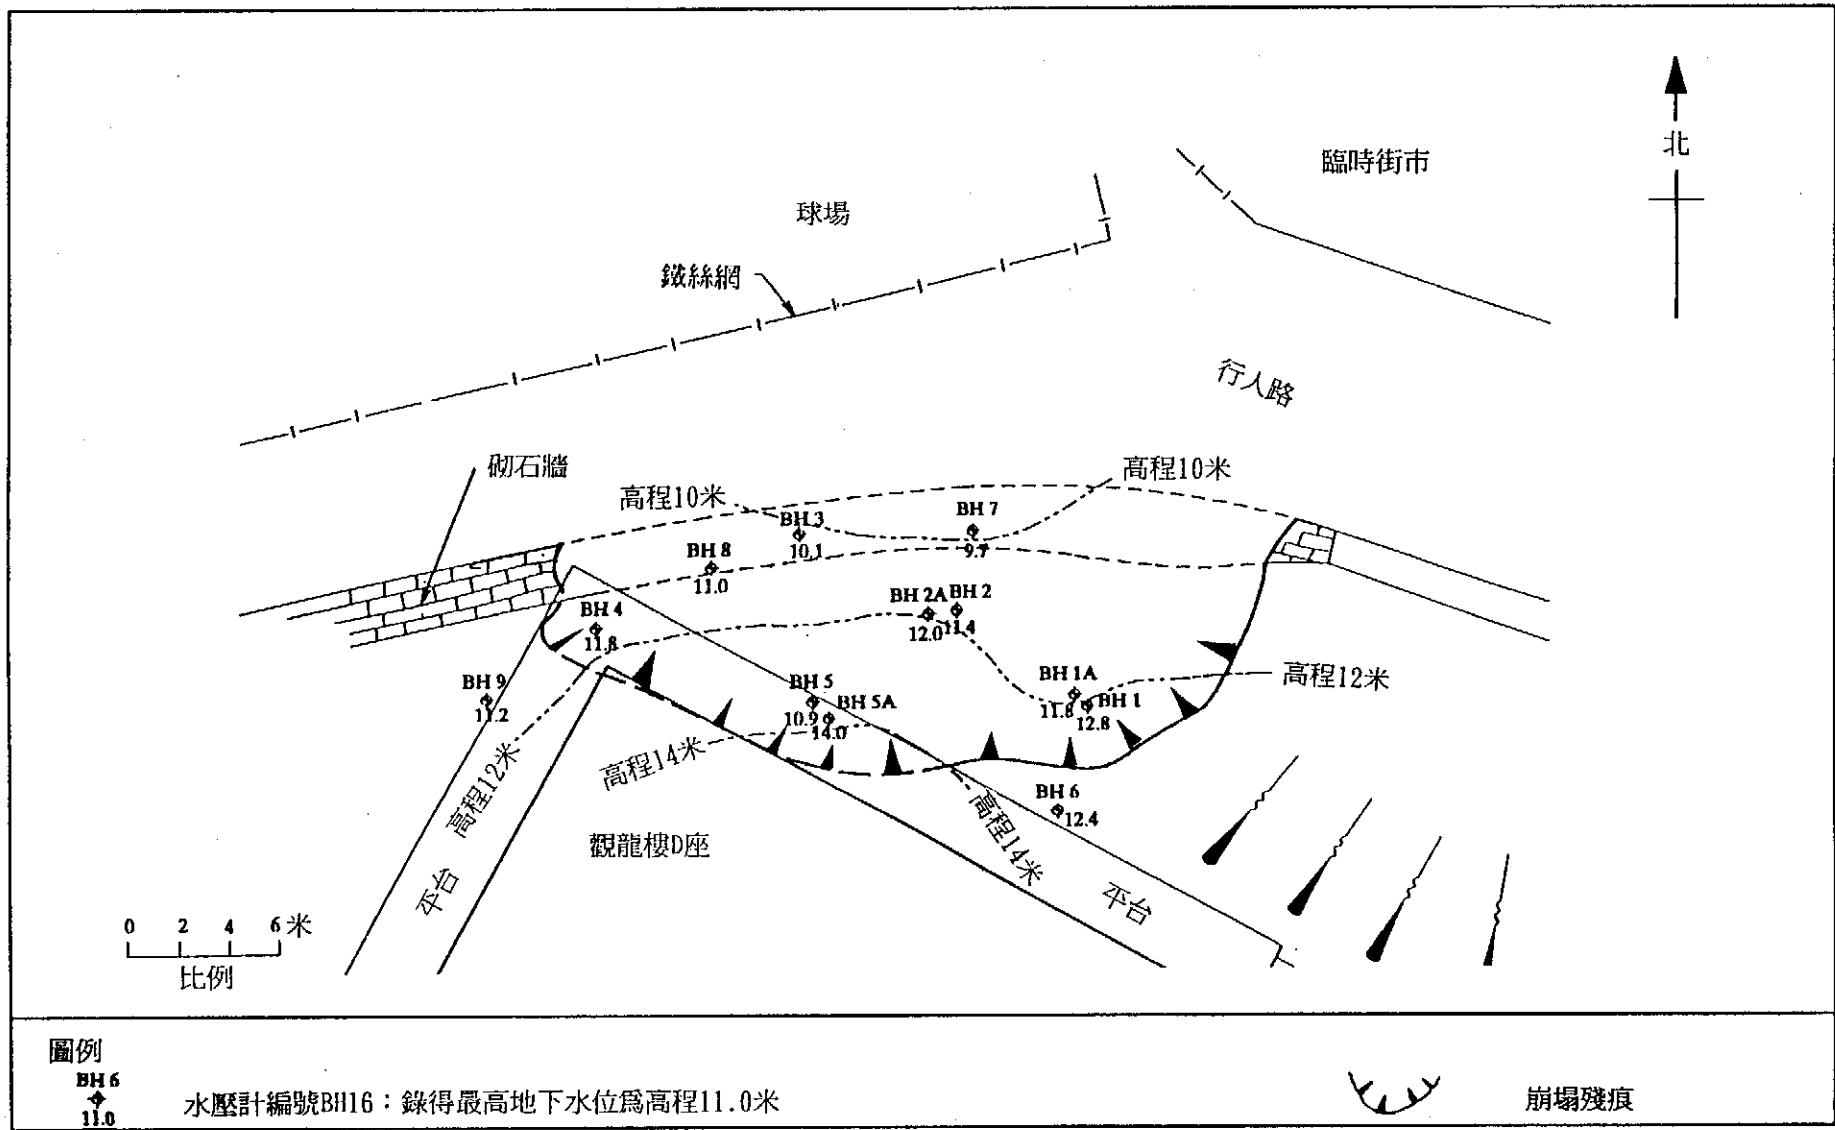 北
臨時街市
球場
鐵絲網
行人路
砌石牆
高程10米
高程10米
BH 3
10.1
BH 7
9.7
BH 8
11.0
BH 4
11.8
BH 2A
12.0
BH 2
11.4
BH 9
11.2
BH 5
10.9
BH 5A
14.0
BH 1A
11.8
BH 1
12.8
高程12米
高程12米
高程14米
高程14米
BH 6
12.4
觀龍樓D座
平台
平台
0 2 4 6 米
比例
圖例
BH 6
11.0
水壓計編號BH16：錄得最高地下水位爲高程11.0米
崩塌殘痕